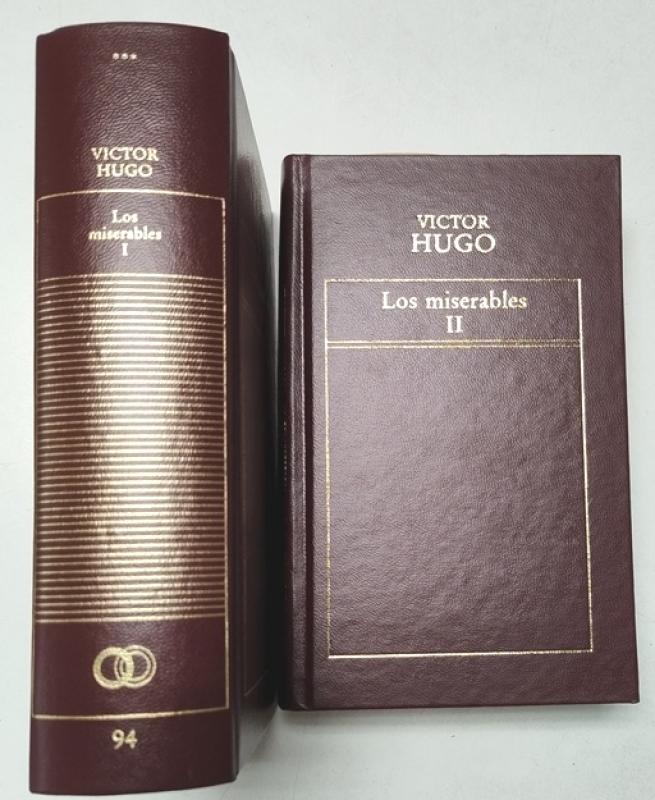 ***
VICTOR
HUGO
Los
miserables
I
94
VICTOR
HUGO
Los miserables
II